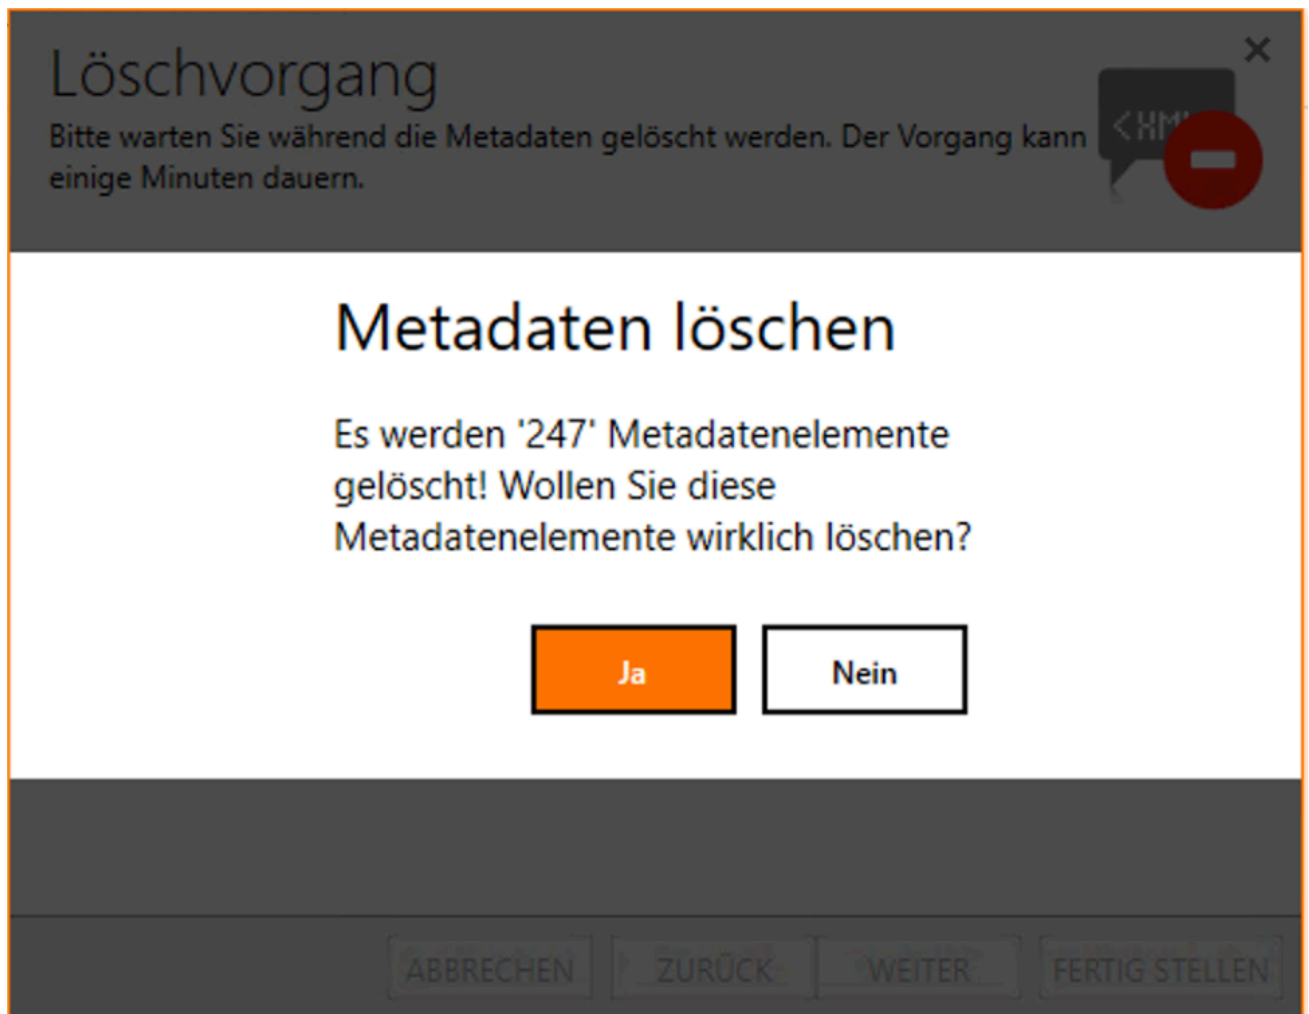 Löschvorgang
Bitte warten Sie während die Metadaten gelöscht werden. Der Vorgang kann
einige Minuten dauern.
Metadaten löschen
Es werden '247' Metadatenelemente
gelöscht! Wollen Sie diese
Metadatenelemente wirklich löschen?
Ja Nein
ABBRECHEN ZURÜCK WEITER FERTIG STELLEN